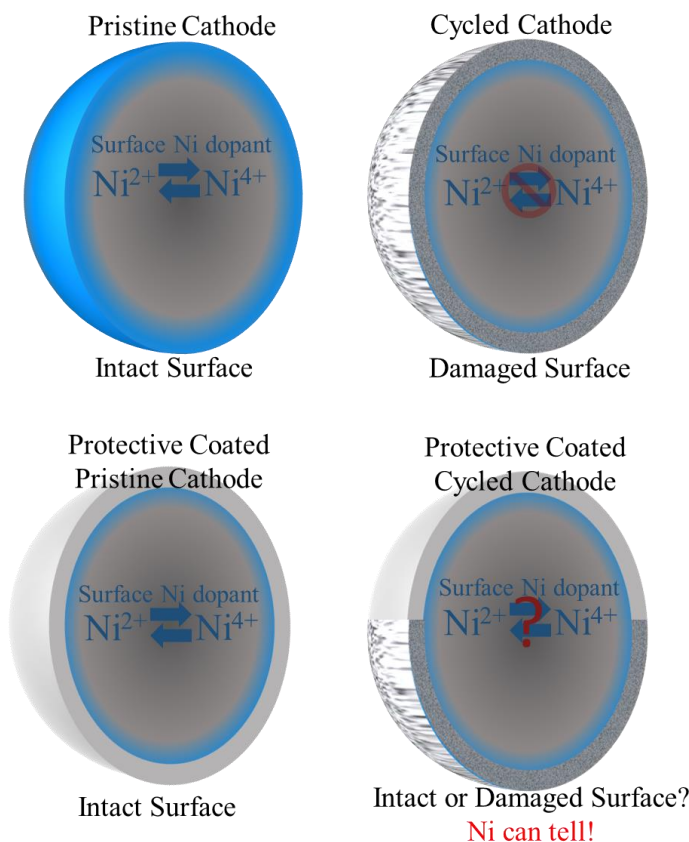 Pristine Cathode
Surface Ni dopant
Ni²⁺ Ni⁴⁺
Intact Surface
Cycled Cathode
Surface Ni dopant
Ni²⁺ Ni⁴⁺
Damaged Surface
Protective Coated
Pristine Cathode
Surface Ni dopant
Ni²⁺ Ni⁴⁺
Intact Surface
Protective Coated
Cycled Cathode
Surface Ni dopant
Ni²⁺ ? Ni⁴⁺
Intact or Damaged Surface?
Ni can tell!